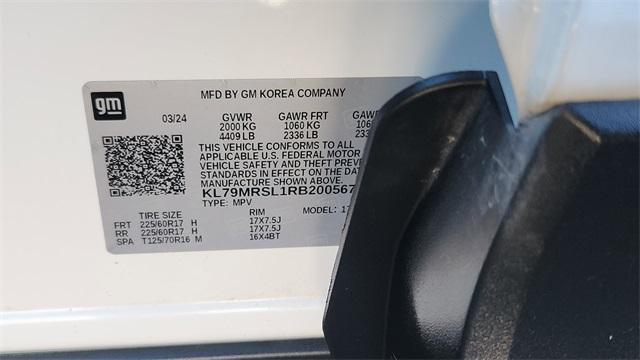 gm
MFD BY GM KOREA COMPANY
03/24 GVWR GAWR FRT GAWR
2000 KG 1060 KG
4409 LB 2336 LB
THIS VEHICLE CONFORMS TO ALL
APPLICABLE U.S. FEDERAL MOTOR
VEHICLE SAFETY AND THEFT
STANDARDS IN EFFECT ON THE
MANUFACTURE SHOWN ABOVE.
KL79MRSL1RB200567
TYPE: MPV MODEL:
TIRE SIZE RIM
FRT 225/60R17 H 17X7.5J
RR 225/60R17 H 17X7.5J
SPA T125/70R16 M 16X4BT